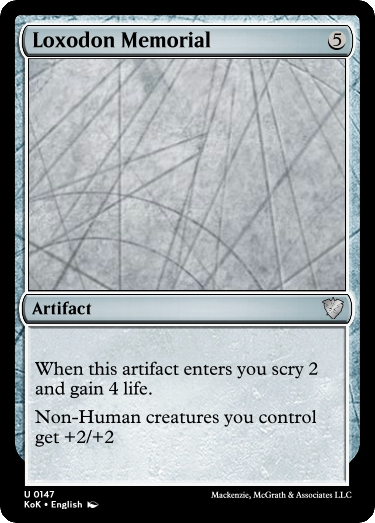 Loxodon Memorial 5
Artifact
When this artifact enters you scry 2
and gain 4 life.
Non-Human creatures you control
get +2/+2
U 0147
KoK • English
Mackenzie, McGrath & Associates LLC